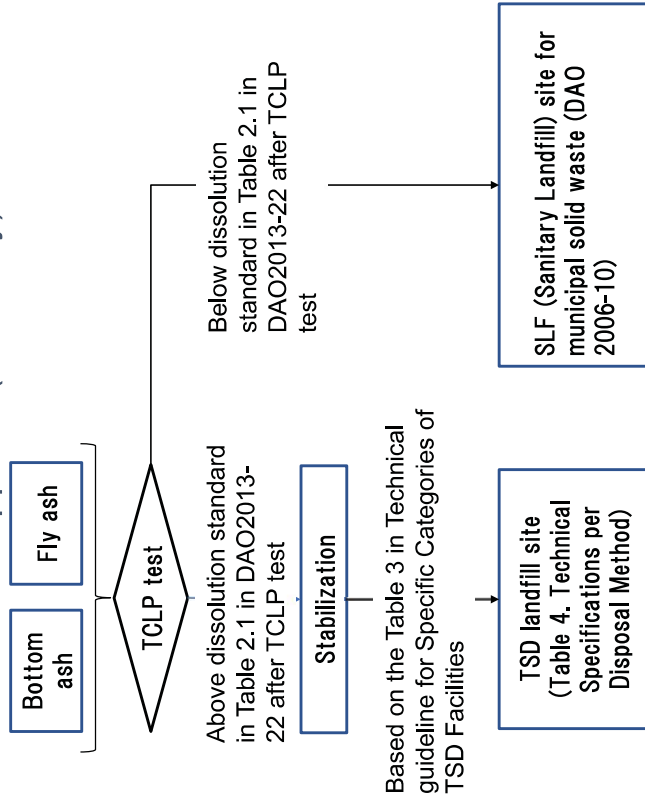 Bottom
ash
Fly ash
TCLP test
Above dissolution standard
in Table 2.1 in DAO2013-
22 after TCLP test
Below dissolution
standard in Table 2.1 in
DAO2013-22 after TCLP
test
Stabilization
Based on the Table 3 in Technical
guideline for Specific Categories of
TSD Facilities
TSD landfill site
(Table 4. Technical
Specifications per
Disposal Method)
SLF (Sanitary Landfill) site for
municipal solid waste (DAO
2006-10)